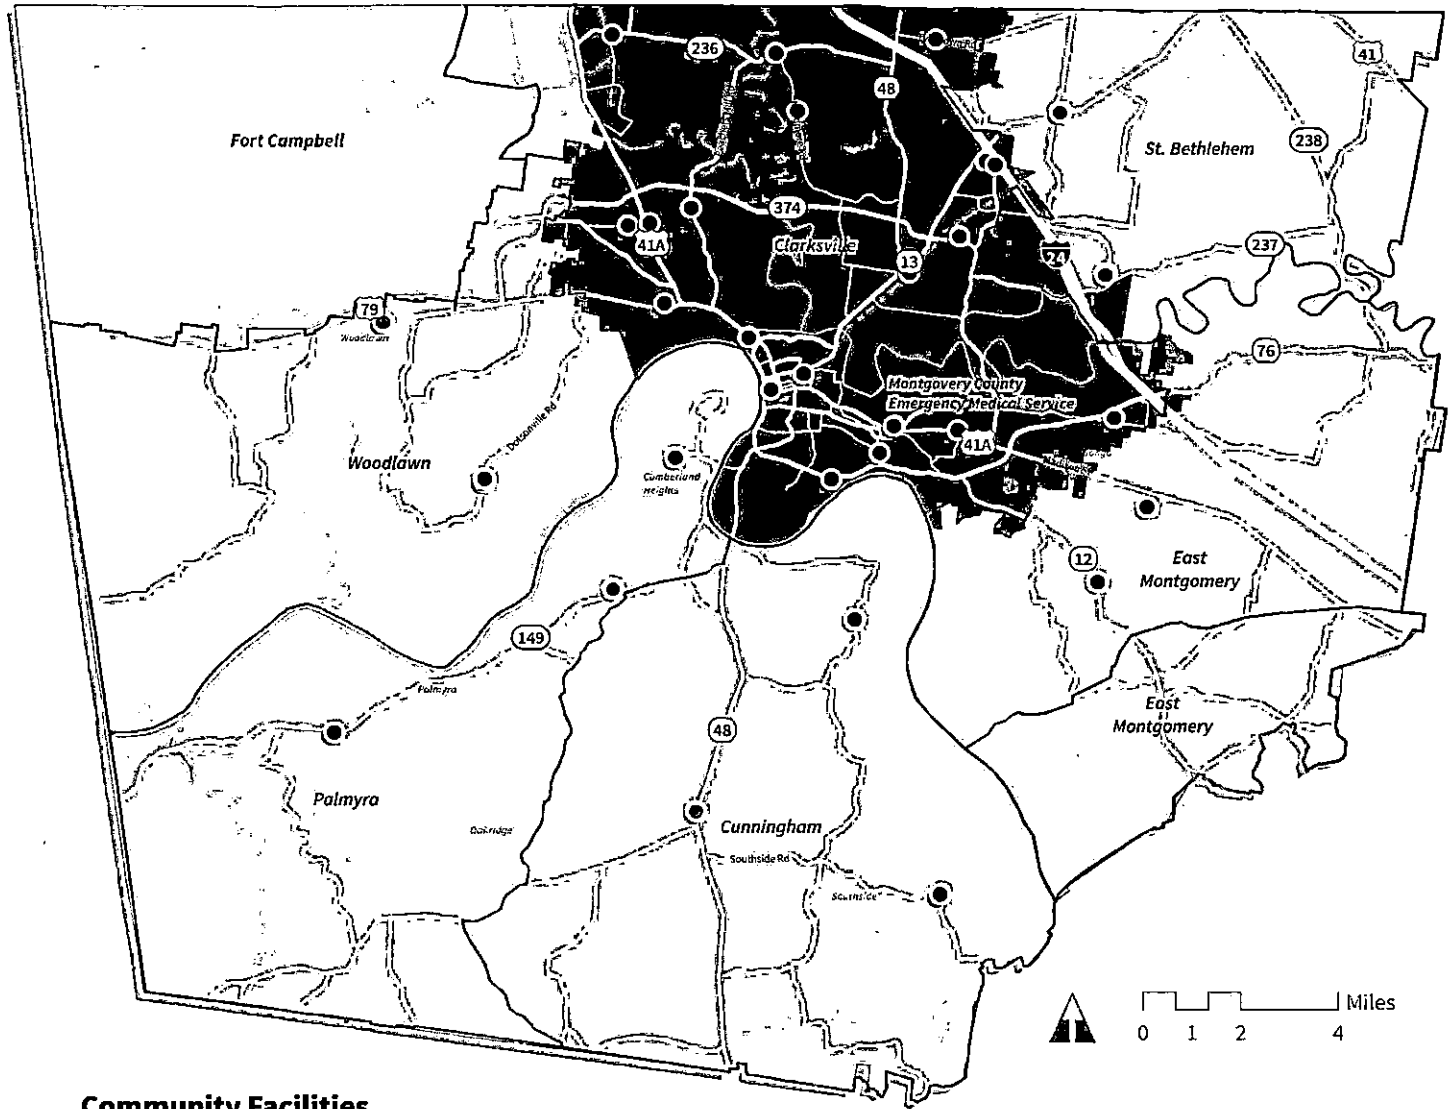 236
41
48
Fort Campbell
St. Bethlehem
238
374
41A
Clarksville
13
24
237
79
Woodlawn
76
Montgovery County
Emergency Medical Service
Dotsonville Rd
41A
Woodlawn
Cumberland
Heights
12
East
Montgomery
149
Palmyra
East
Montgomery
48
Palmyra
Oakridge
Cunningham
Southside Rd
Southside
Miles
0 1 2 4
Community Facilities